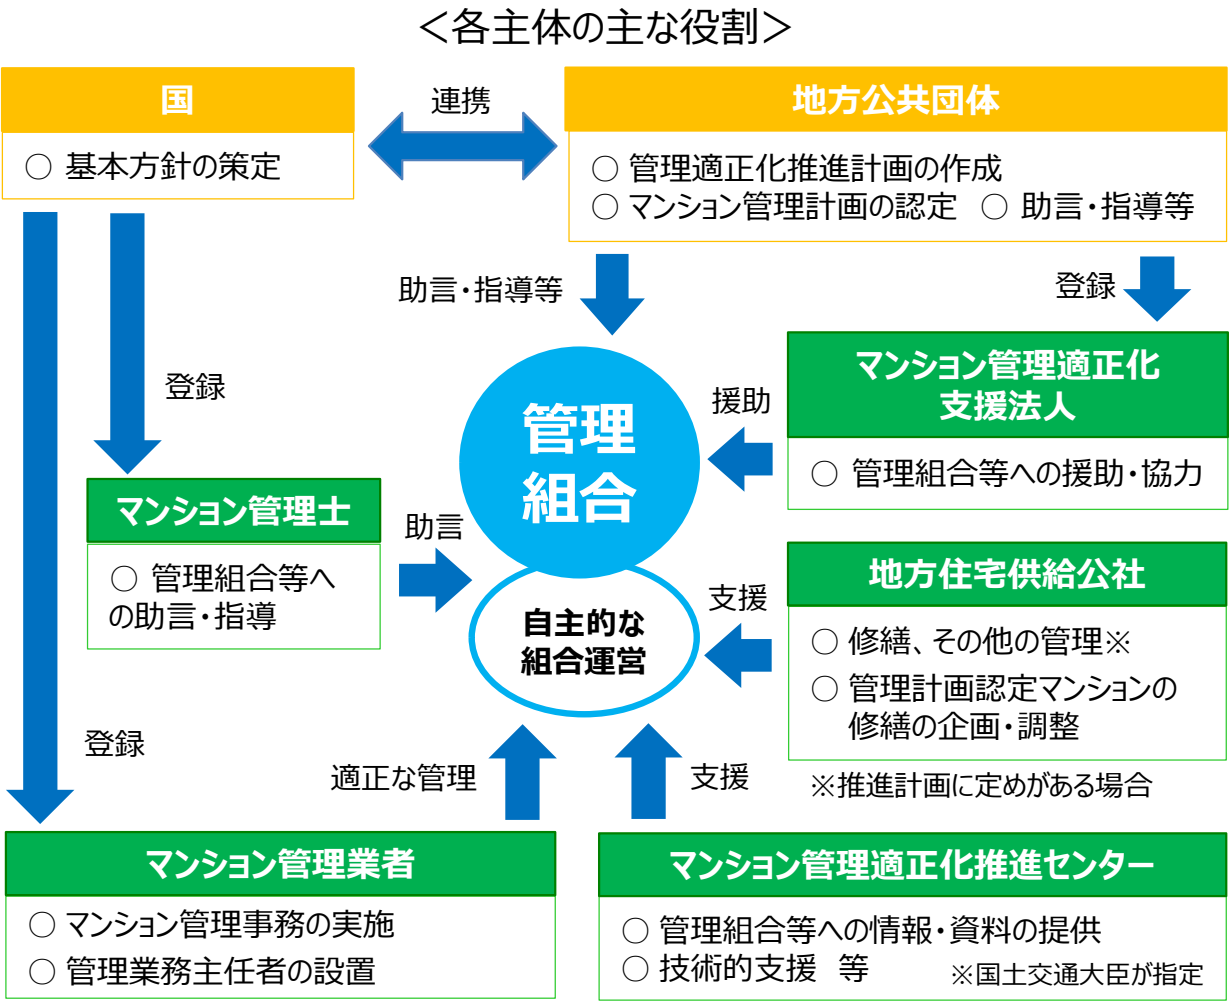 ＜各主体の主な役割＞
国
○ 基本方針の策定
連携
地方公共団体
○ 管理適正化推進計画の作成
○ マンション管理計画の認定　○ 助言・指導等
助言・指導等
登録
登録
マンション管理適正化
支援法人
○ 管理組合等への援助・協力
援助
管理
組合
マンション管理士
○ 管理組合等へ
の助言・指導
助言
自主的な
組合運営
支援
地方住宅供給公社
○ 修繕、その他の管理※
○ 管理計画認定マンションの
修繕の企画・調整
※推進計画に定めがある場合
登録
適正な管理
支援
マンション管理業者
○ マンション管理事務の実施
○ 管理業務主任者の設置
マンション管理適正化推進センター
○ 管理組合等への情報・資料の提供
○ 技術的支援　等　※国土交通大臣が指定